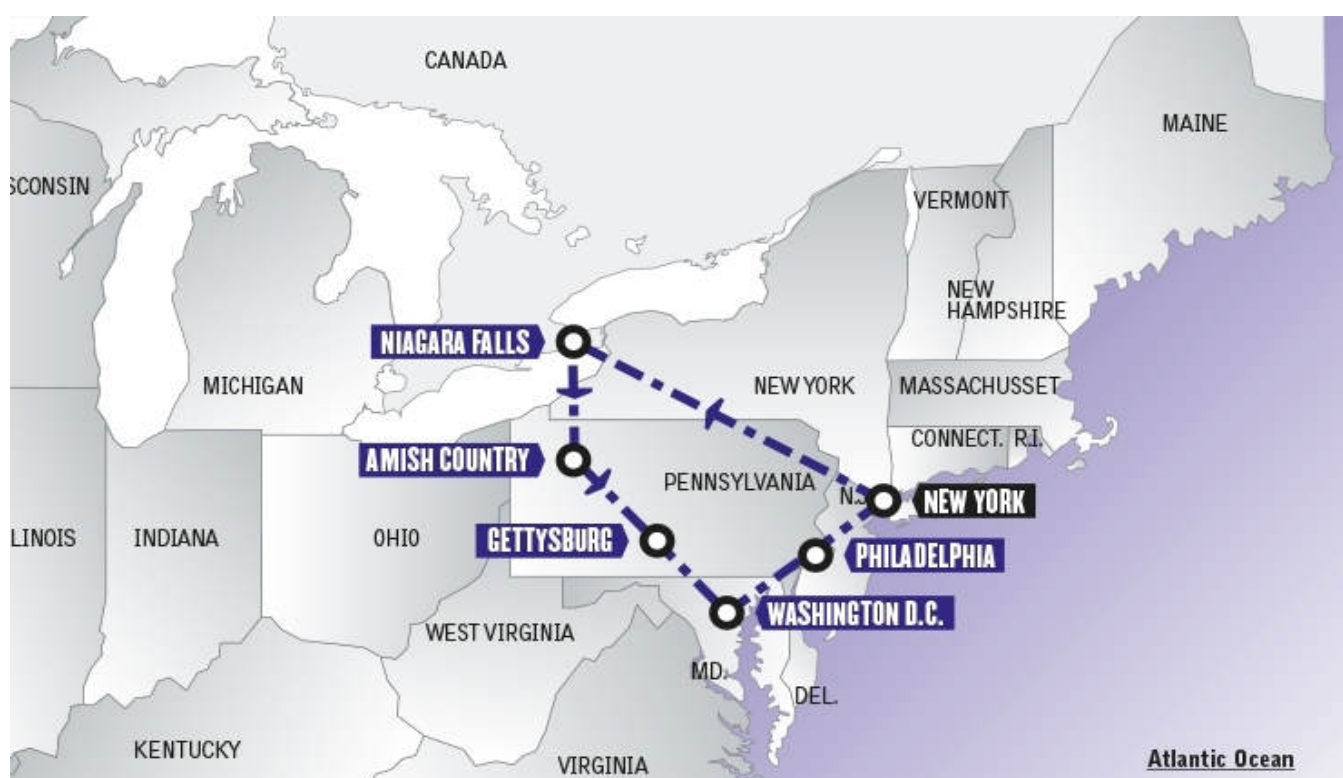 CANADA
MAINE
SCONSIN
VERMONT
NEW
HAMPSHIRE
NIAGARA FALLS
MICHIGAN
NEW YORK
MASSACHUSSET
CONNECT. R.I.
AMISH COUNTRY
PENNSYLVANIA
N.J.
NEW YORK
LINOIS
INDIANA
OHIO
GETTYSBURG
PHILADELPHIA
WASHINGTON D.C.
WEST VIRGINIA
MD.
DEL.
KENTUCKY
VIRGINIA
Atlantic Ocean